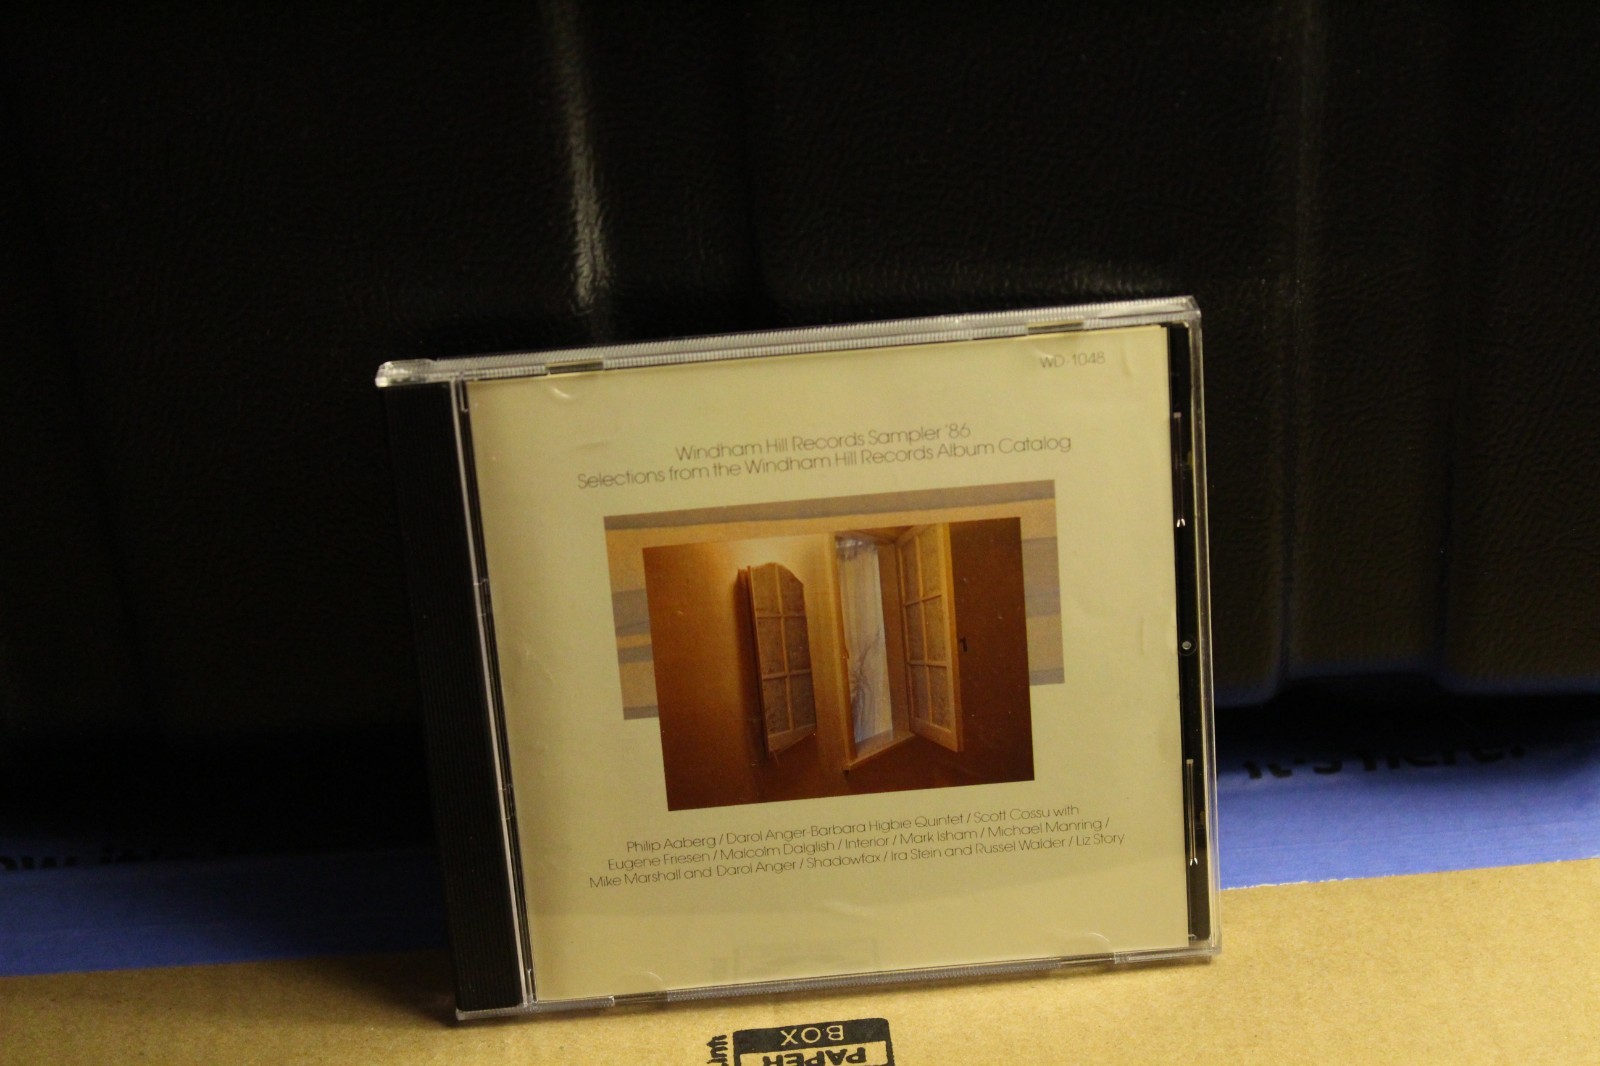 WD-1048
Windham Hill Records Sampler '86
Selections from the Windham Hill Records Album Catalog
Philip Aaberg / Darol Anger-Barbara Higbie Quintet / Scott Cossu with
Eugene Friesen / Malcolm Dalglish / Interior / Mark Isham / Michael Manring /
Mike Marshall and Darol Anger / Shadowfax / Ira Stein and Russel Walder / Liz Story
it's here.
PAPER
BOX